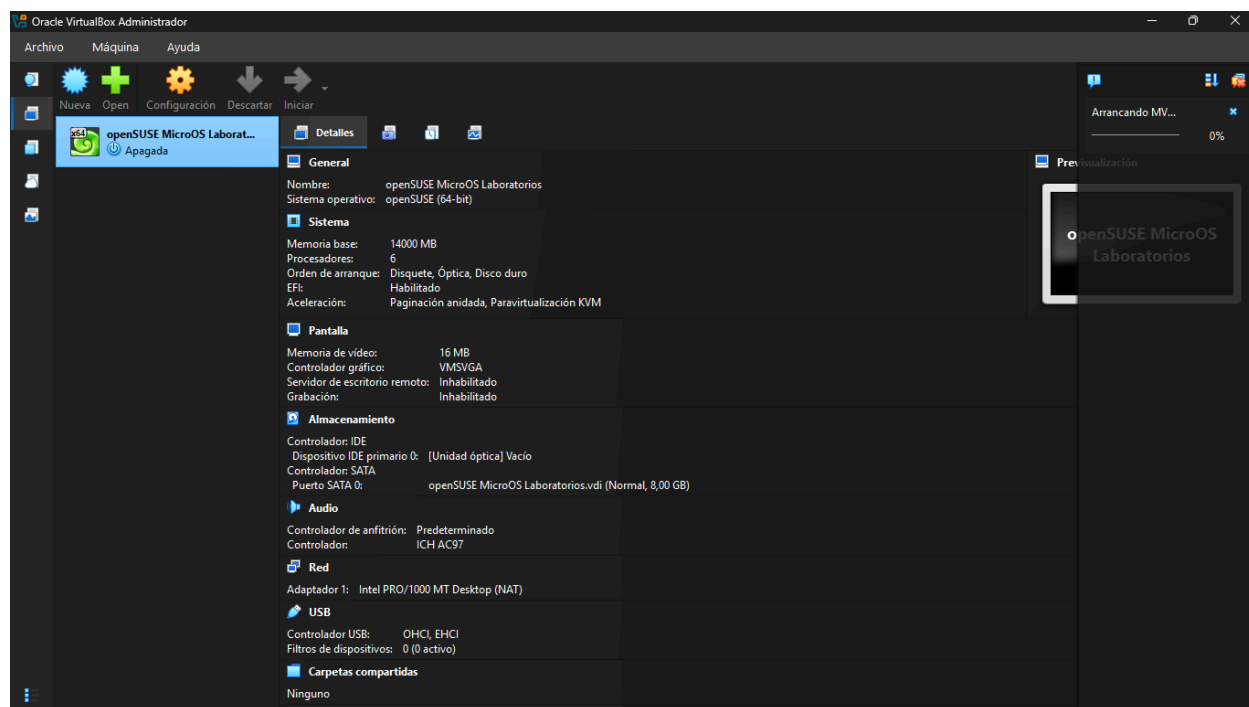 Oracle VirtualBox Administrador
Archivo Máquina Ayuda
Nueva Open Configuración Descartar Iniciar
x64
openSUSE MicroOS Laborat...
Apagada
Detalles
General
Nombre: openSUSE MicroOS Laboratorios
Sistema operativo: openSUSE (64-bit)
Sistema
Memoria base: 14000 MB
Procesadores: 6
Orden de arranque: Disquete, Óptica, Disco duro
EFI: Habilitado
Aceleración: Paginación anidada, Paravirtualización KVM
Pantalla
Memoria de vídeo: 16 MB
Controlador gráfico: VMSVGA
Servidor de escritorio remoto: Inhabilitado
Grabación: Inhabilitado
Almacenamiento
Controlador: IDE
Dispositivo IDE primario 0: [Unidad óptica] Vacío
Controlador: SATA
Puerto SATA 0: openSUSE MicroOS Laboratorios.vdi (Normal, 8,00 GB)
Audio
Controlador de anfitrión: Predeterminado
Controlador: ICH AC97
Red
Adaptador 1: Intel PRO/1000 MT Desktop (NAT)
USB
Controlador USB: OHCI, EHCI
Filtros de dispositivos: 0 (0 activo)
Carpetas compartidas
Ninguno
Arrancando MV...
0%
Previsualización
openSUSE MicroOS
Laboratorios